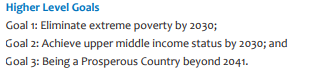 Higher Level Goals
Goal 1: Eliminate extreme poverty by 2030;
Goal 2: Achieve upper middle income status by 2030; and
Goal 3: Being a Prosperous Country beyond 2041.